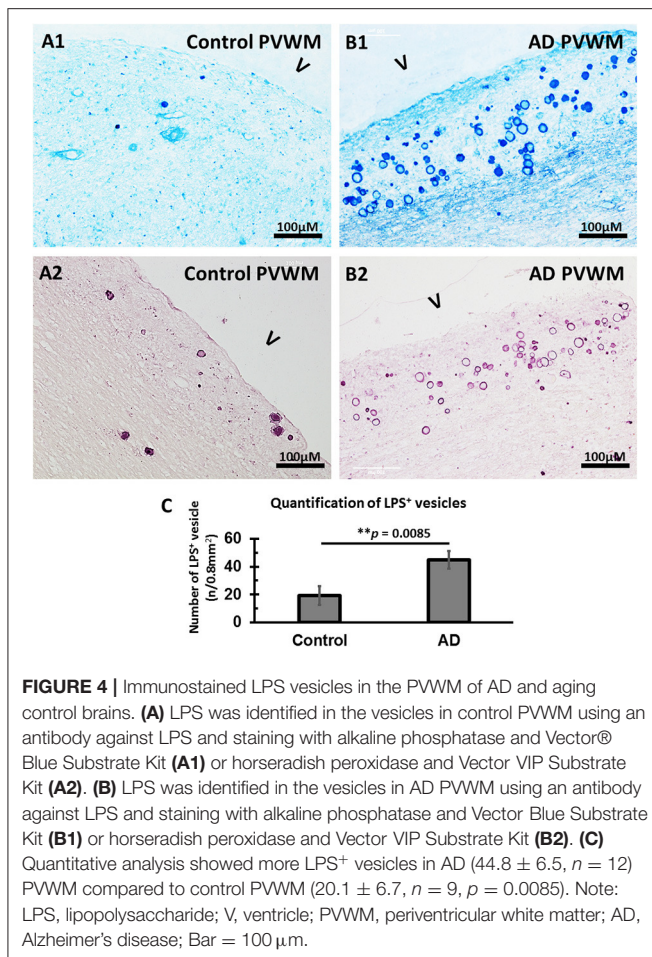 A1
Control PVWM
V
100µM
B1
AD PVWM
V
100µM
A2
Control PVWM
V
100µM
B2
AD PVWM
V
100µM
C
Quantification of LPS⁺ vesicles
Number of LPS⁺ vesicle
(n/0.8mm²)
60
40
20
0
**p = 0.0085
Control
AD
FIGURE 4 | Immunostained LPS vesicles in the PVWM of AD and aging
control brains. (A) LPS was identified in the vesicles in control PVWM using an
antibody against LPS and staining with alkaline phosphatase and Vector®
Blue Substrate Kit (A1) or horseradish peroxidase and Vector VIP Substrate
Kit (A2). (B) LPS was identified in the vesicles in AD PVWM using an antibody
against LPS and staining with alkaline phosphatase and Vector Blue Substrate
Kit (B1) or horseradish peroxidase and Vector VIP Substrate Kit (B2). (C)
Quantitative analysis showed more LPS⁺ vesicles in AD (44.8 ± 6.5, n = 12)
PVWM compared to control PVWM (20.1 ± 6.7, n = 9, p = 0.0085). Note:
LPS, lipopolysaccharide; V, ventricle; PVWM, periventricular white matter; AD,
Alzheimer's disease; Bar = 100 µm.